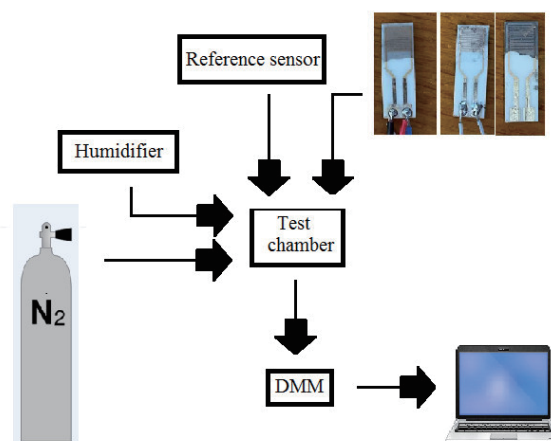 Reference sensor
Humidifier
Test
chamber
N2
DMM